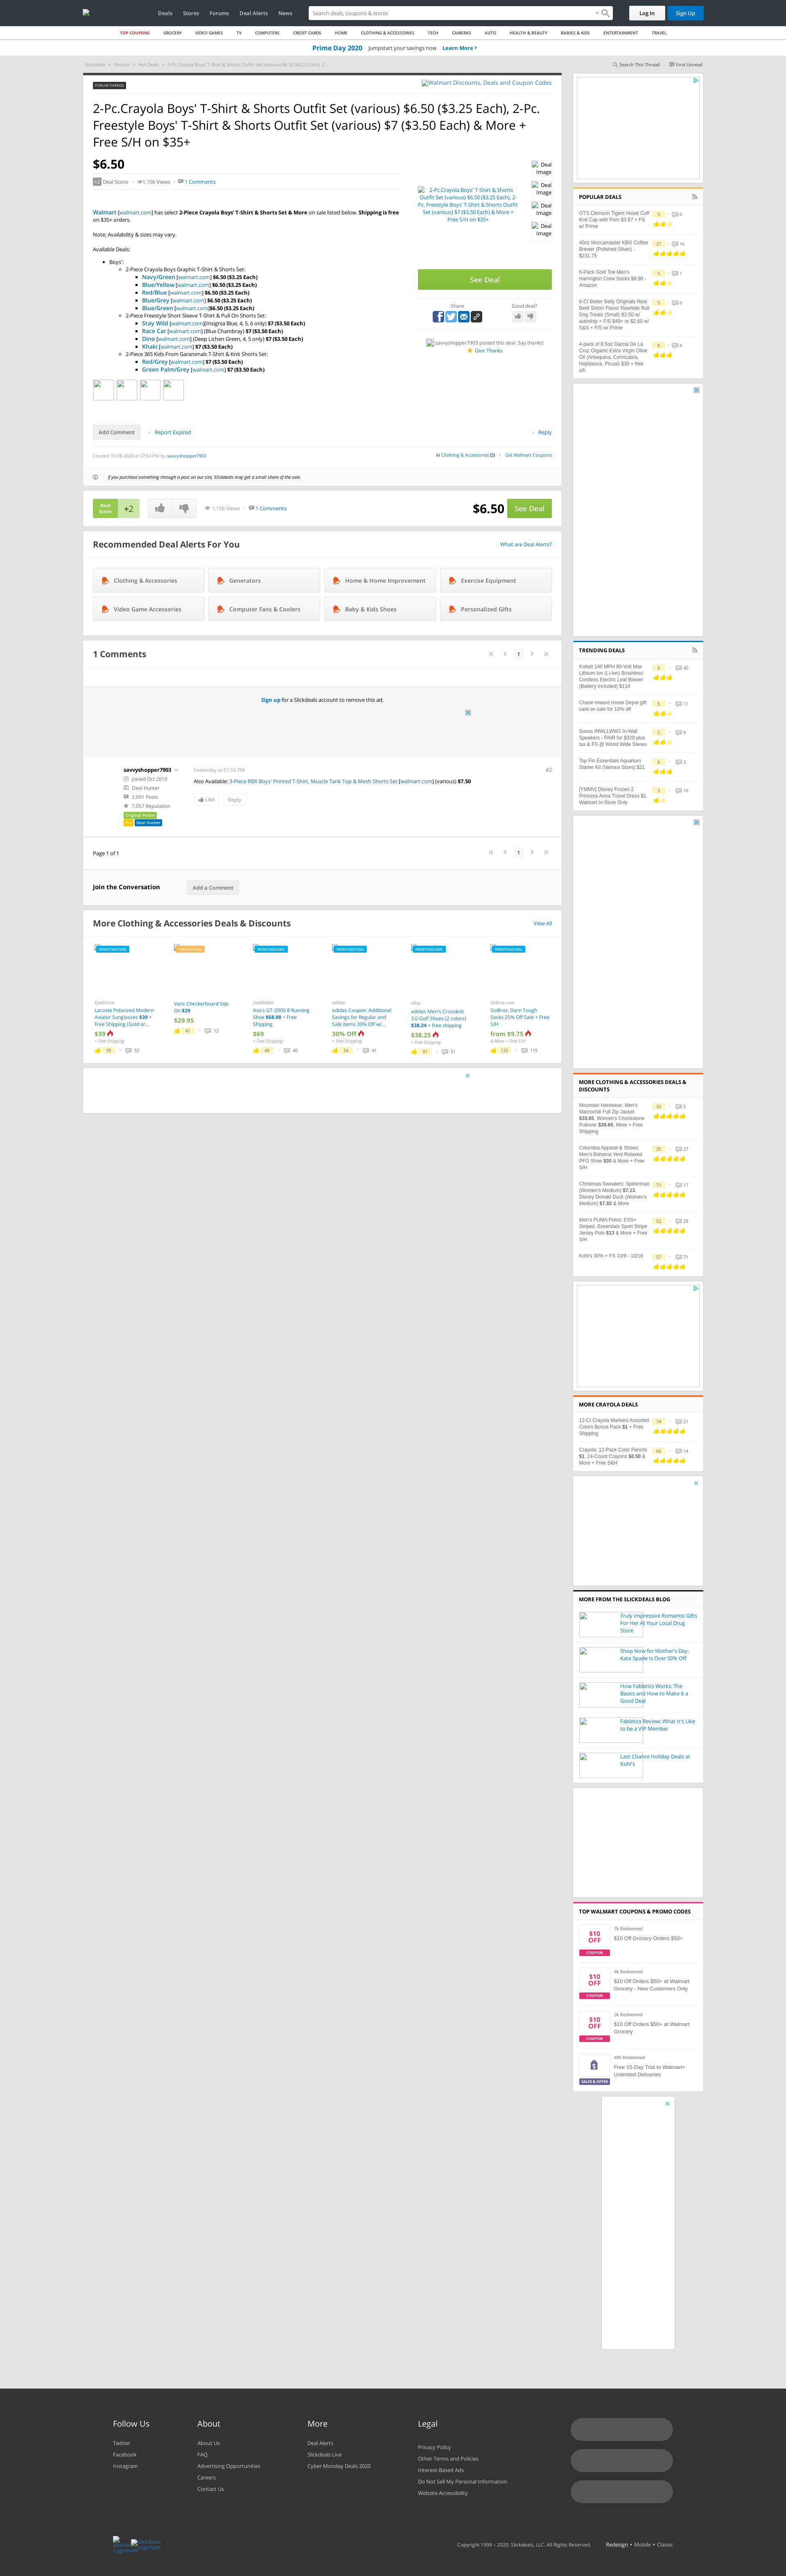 Deals Stores Forums Deal Alerts News Search deals, coupons & stores Log In Sign Up
TOP COUPONS GROCERY VIDEO GAMES TV COMPUTERS CREDIT CARDS HOME CLOTHING & ACCESSORIES TECH CAMERAS AUTO HEALTH & BEAUTY BABIES & KIDS ENTERTAINMENT TRAVEL
Prime Day 2020 Jumpstart your savings now Learn More >
Slickdeals > Forums > Hot Deals > 2-Pc.Crayola Boys' T-Shirt & Shorts Outfit Set (various) $6.50 ($3.25 Each), 2...
Search This Thread First Unread
FORUM THREAD
Walmart Discounts, Deals and Coupon Codes
2-Pc.Crayola Boys' T-Shirt & Shorts Outfit Set (various) $6.50 ($3.25 Each), 2-Pc.
Freestyle Boys' T-Shirt & Shorts Outfit Set (various) $7 ($3.50 Each) & More +
Free S/H on $35+
$6.50
+2 Deal Score 1,156 Views 1 Comments
Walmart [walmart.com] has select 2-Piece Crayola Boys' T-Shirt & Shorts Set & More on sale listed below. Shipping is free
on $35+ orders.
Note; Availability & sizes may vary.
Available Deals:
Boys':
2-Piece Crayola Boys Graphic T-Shirt & Shorts Set:
Navy/Green [walmart.com] $6.50 ($3.25 Each)
Blue/Yellow [walmart.com] $6.50 ($3.25 Each)
Red/Blue [walmart.com] $6.50 ($3.25 Each)
Blue/Grey [walmart.com] $6.50 ($3.25 Each)
Blue/Green [walmart.com]$6.50 ($3.25 Each)
2-Piece Freestyle Short Sleeve T-Shirt & Pull On Shorts Set:
Stay Wild [walmart.com](Insignia Blue, 4, 5, 6 only) $7 ($3.50 Each)
Race Car [walmart.com] (Blue Chambray) $7 ($3.50 Each)
Dino [walmart.com] (Deep Lichen Green, 4, 5 only) $7 ($3.50 Each)
Khaki [walmart.com] $7 ($3.50 Each)
2-Piece 365 Kids From Garanimals T-Shirt & Knit Shorts Set:
Red/Grey [walmart.com] $7 ($3.50 Each)
Green Palm/Grey [walmart.com] $7 ($3.50 Each)
2-Pc.Crayola Boys' T-Shirt & Shorts
Outfit Set (various) $6.50 ($3.25 Each), 2-
Pc. Freestyle Boys' T-Shirt & Shorts Outfit
Set (various) $7 ($3.50 Each) & More +
Free S/H on $35+
Deal Image
Deal Image
Deal Image
Deal Image
See Deal
Share Good deal?
savvyshopper7903 posted this deal. Say thanks!
Give Thanks
Add Comment Report Expired Reply
Created 10-08-2020 at 07:54 PM by savvyshopper7903
in Clothing & Accessories (5) Get Walmart Coupons
If you purchase something through a post on our site, Slickdeals may get a small share of the sale.
Deal Score +2 1,156 Views 1 Comments $6.50 See Deal
Recommended Deal Alerts For You What are Deal Alerts?
Clothing & Accessories Generators Home & Home Improvement Exercise Equipment
Video Game Accessories Computer Fans & Coolers Baby & Kids Shoes Personalized Gifts
1 Comments 1
Sign up for a Slickdeals account to remove this ad.
savvyshopper7903 Yesterday at 01:53 PM #2
Joined Oct 2019
Deal Hunter
2,091 Posts
7,057 Reputation
Original Poster
Pro Deal Hunter
Also Available: 3-Piece RBX Boys' Printed T-Shirt, Muscle Tank Top & Mesh Shorts Set [walmart.com] (various) $7.50
Like Reply
Page 1 of 1 1
Join the Conversation Add a Comment
More Clothing & Accessories Deals & Discounts View All
FRONTPAGE DEAL
Eyedictive
Lacoste Polarized Modern
Aviator Sunglasses $39 +
Free Shipping (Gold or...
$39
+ Free Shipping
39 52
POPULAR DEAL
Vans Checkerboard Slip-
On $29
$29.95
41 12
FRONTPAGE DEAL
JackRabbit
Asics GT-2000 8 Running
Shoe $68.98 + Free
Shipping
$69
+ Free Shipping
49 40
FRONTPAGE DEAL
adidas
adidas Coupon: Additional
Savings for Regular and
Sale Items 30% Off w/...
30% Off
+ Free Shipping
54 41
FRONTPAGE DEAL
eBay
adidas Men's Crossknit
3.0 Golf Shoes (2 colors)
$38.24 + free shipping
$38.25
+ Free Shipping
91 51
FRONTPAGE DEAL
GoBros.com
GoBros: Darn Tough
Socks 25% Off Sale + Free
S/H
from $9.75
& More + Free S/H
133 115
POPULAR DEALS
OTS Clemson Tigers Huset Cuff
Knit Cap with Pom $3.87 + FS
w/ Prime
5 0
40oz Moccamaster KBG Coffee
Brewer (Polished Silver) -
$231.75
21 16
6-Pack Gold Toe Men's
Harrington Crew Socks $9.90 -
Amazon
5 1
6 Ct Better Belly Originals Real
Beef Sirloin Flavor Rawhide Roll
Dog Treats (Small) $2.50 w/
autoship + F/S $49+ or $2.60 w/
S&S + F/S w/ Prime
5 0
4-pack of 8.5oz Garcia De La
Cruz Organic Extra Virgin Olive
Oil (Arbequina, Cornicabra,
Hojiblanca, Picual) $30 + free
s/h
6 4
TRENDING DEALS
Kobalt 140 MPH 80-Volt Max
Lithium Ion (Li-Ion) Brushless
Cordless Electric Leaf Blower
(Battery Included) $114
6 40
Chase reward Home Depot gift
card on sale for 10% off
5 11
Sonos INWLLWW1 In-Wall
Speakers - PAIR for $329 plus
tax & FS @ World Wide Stereo
5 9
Top Fin Essentials Aquarium
Starter Kit (Various Sizes) $21
6 3
[YMMV] Disney Frozen 2
Princess Anna Travel Dress $1
Walmart In-Store Only
3 10
MORE CLOTHING & ACCESSORIES DEALS &
DISCOUNTS
Mountain Hardwear: Men's
Macrochill Full Zip Jacket
$33.85, Women's Chockstone
Pullover $39.60, More + Free
Shipping
32 5
Columbia Apparel & Shoes:
Men's Bahama Vent Relaxed
PFG Shoe $30 & More + Free
S/H
35 27
Christmas Sweaters: Spiderman
(Women's Medium) $7.13,
Disney Donald Duck (Women's
Medium) $7.82 & More
71 17
Men's PUMA Polos: ESS+
Striped, Essentials Sport Stripe
Jersey Polo $13 & More + Free
S/H
52 29
Kohl's 30% + FS 10/9 - 10/18
57 71
MORE CRAYOLA DEALS
12-Ct Crayola Markers Assorted
Colors Bonus Pack $1 + Free
Shipping
74 21
Crayola: 12-Pack Color Pencils
$1, 24-Count Crayons $0.50 &
More + Free S&H
68 14
MORE FROM THE SLICKDEALS BLOG
Truly Impressive Romantic Gifts
For Her At Your Local Drug
Store
Shop Now for Mother's Day:
Kate Spade Is Over 50% Off
How Fabletics Works: The
Basics and How to Make it a
Good Deal
Fabletics Review: What It's Like
to be a VIP Member
Last Chance Holiday Deals at
Kohl's
TOP WALMART COUPONS & PROMO CODES
$10 OFF COUPON
7k Redeemed
$10 Off Grocery Orders $50+
$10 OFF COUPON
4k Redeemed
$10 Off Orders $50+ at Walmart
Grocery - New Customers Only
$10 OFF COUPON
3k Redeemed
$10 Off Orders $50+ at Walmart
Grocery
SALES & OFFER
495 Redeemed
Free 15-Day Trial to Walmart+
Unlimited Deliveries
Follow Us
Twitter
Facebook
Instagram
About
About Us
FAQ
Advertising Opportunities
Careers
Contact Us
More
Deal Alerts
Slickdeals Live
Cyber Monday Deals 2020
Legal
Privacy Policy
Other Terms and Policies
Interest-Based Ads
Do Not Sell My Personal Information
Website Accessibility
Copyright 1999 – 2020. Slickdeals, LLC. All Rights Reserved. Redesign • Mobile • Classic